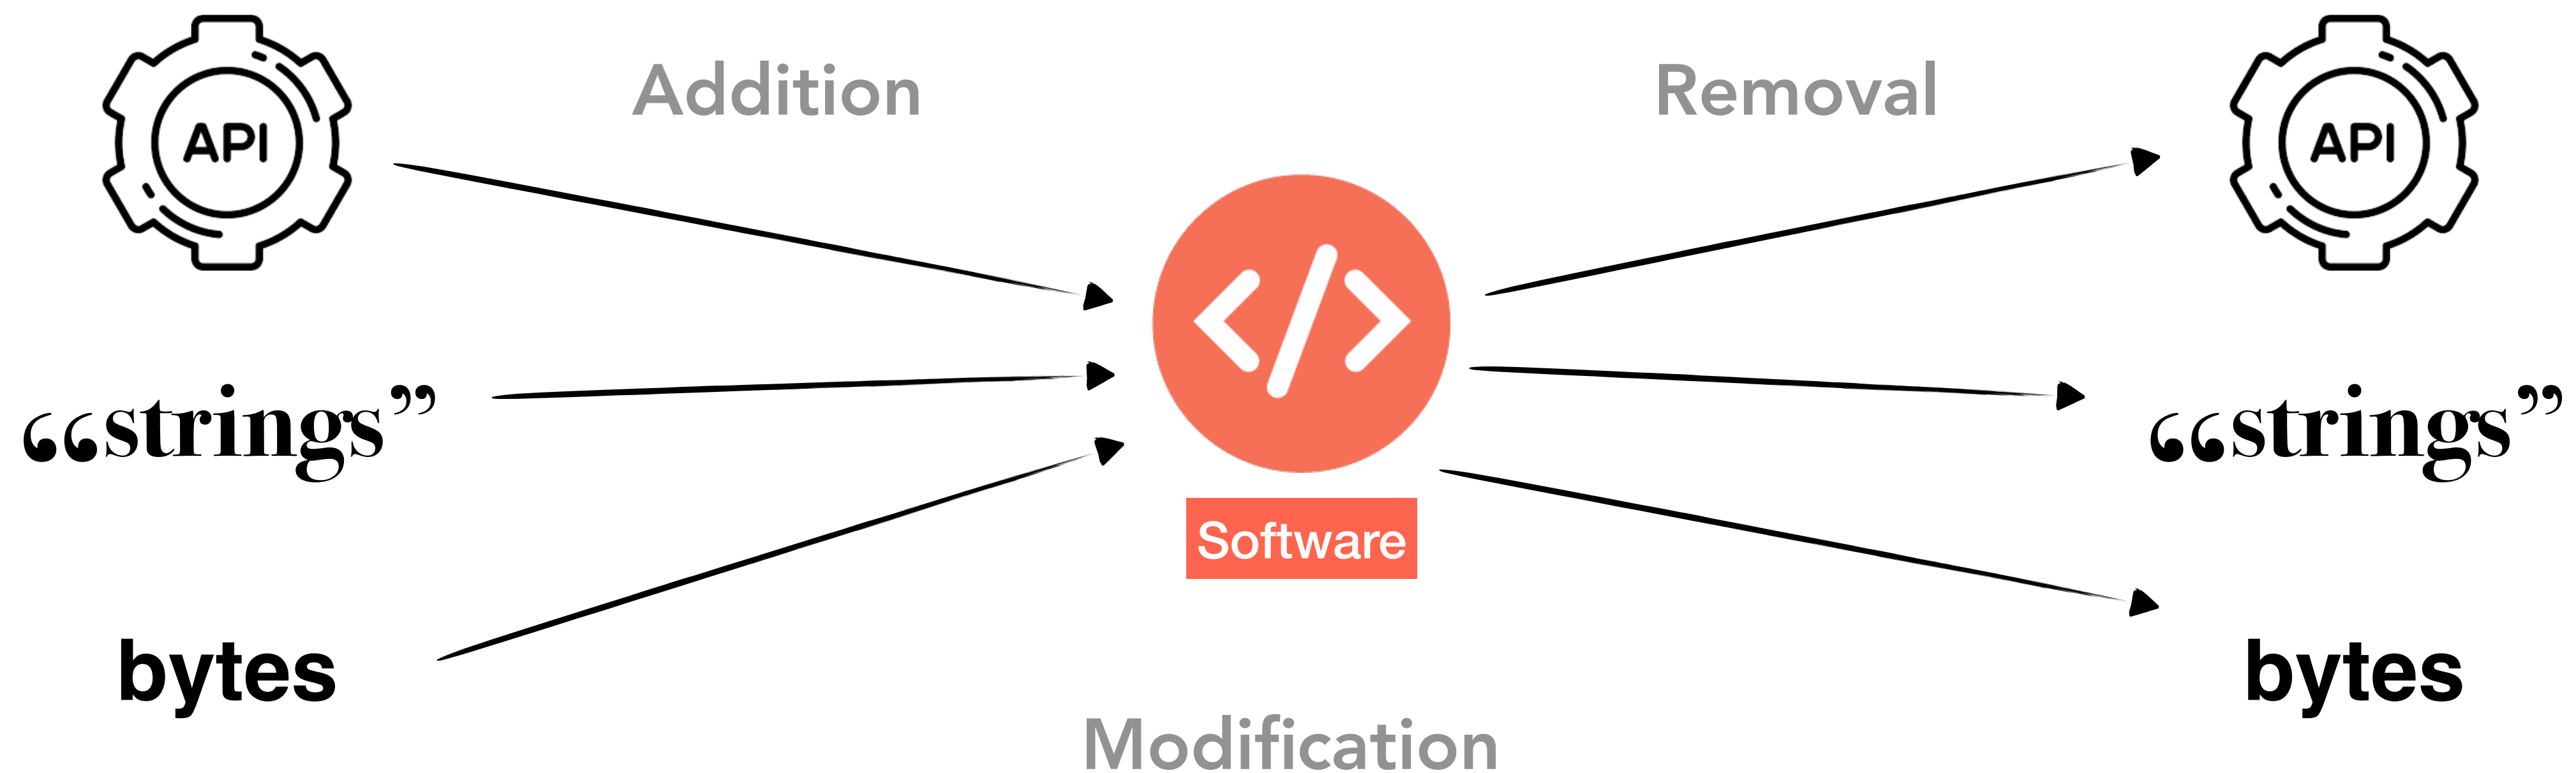 Addition
Removal
API
API
“strings”
“strings”
Software
bytes
bytes
Modification